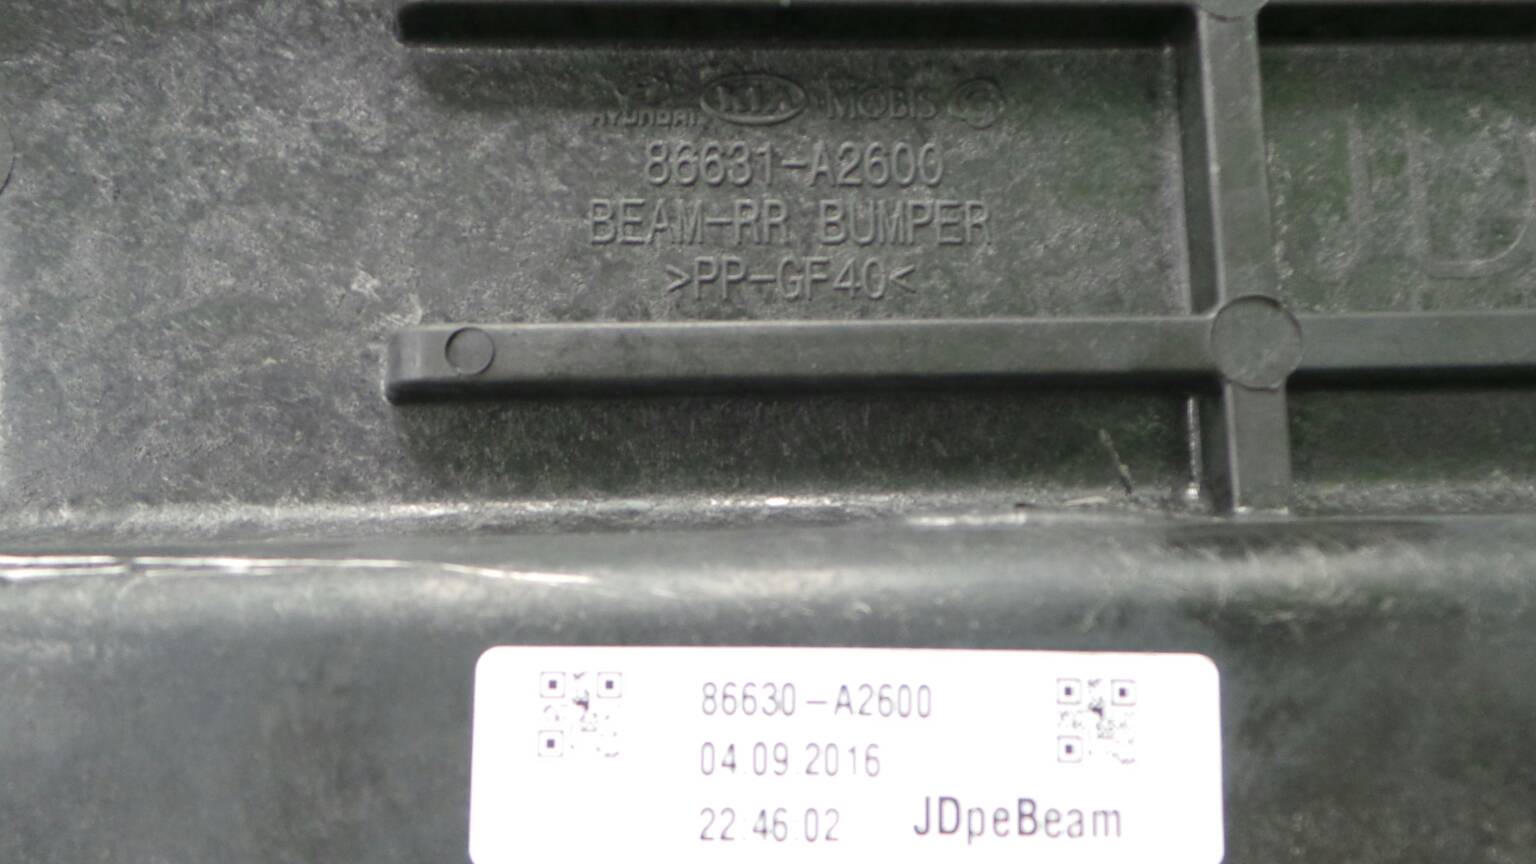 HYUNDAI KIA MOBIS
86631-A2600
BEAM-RR BUMPER
>PP-GF40<
JD
86630-A2600
04.09.2016
22:46:02 JDpeBeam